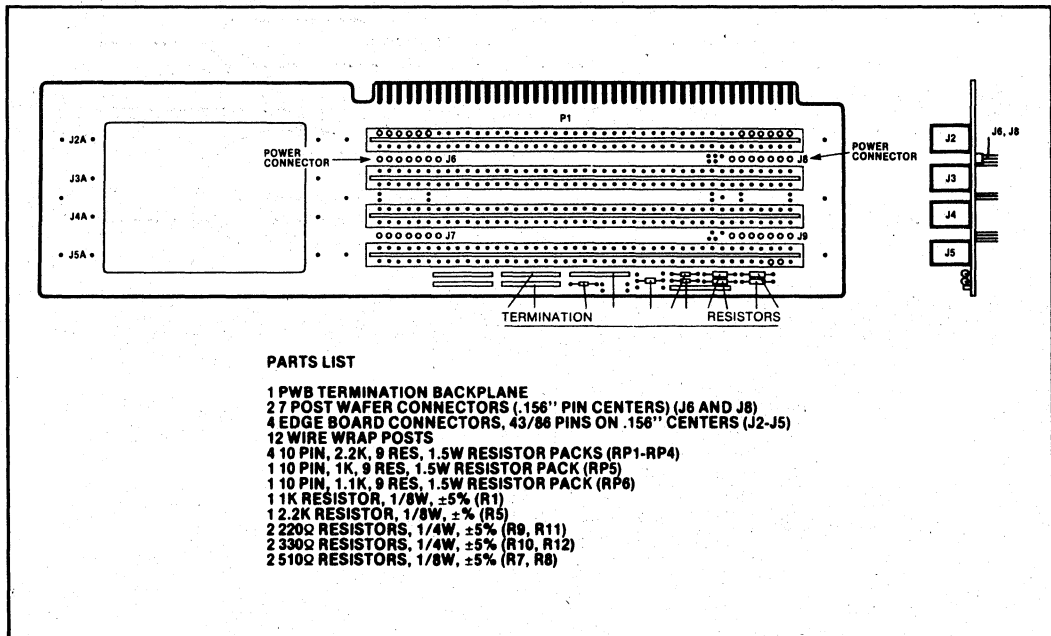 P1
J2A
POWER
CONNECTOR
J6
J8
POWER
CONNECTOR
J3A
J4A
J7
J9
J5A
TERMINATION
RESISTORS
J2
J6, J8
J3
J4
J5
PARTS LIST
1 PWB TERMINATION BACKPLANE
2 7 POST WAFER CONNECTORS (.156'' PIN CENTERS) (J6 AND J8)
4 EDGE BOARD CONNECTORS, 43/86 PINS ON .156'' CENTERS (J2-J5)
12 WIRE WRAP POSTS
4 10 PIN, 2.2K, 9 RES, 1.5W RESISTOR PACKS (RP1-RP4)
1 10 PIN, 1K, 9 RES, 1.5W RESISTOR PACK (RP5)
1 10 PIN, 1.1K, 9 RES, 1.5W RESISTOR PACK (RP6)
1 1K RESISTOR, 1/8W, ±5% (R1)
1 2.2K RESISTOR, 1/8W, ±% (R5)
2 220Ω RESISTORS, 1/4W, ±5% (R9, R11)
2 330Ω RESISTORS, 1/4W, ±5% (R10, R12)
2 510Ω RESISTORS, 1/8W, ±5% (R7, R8)